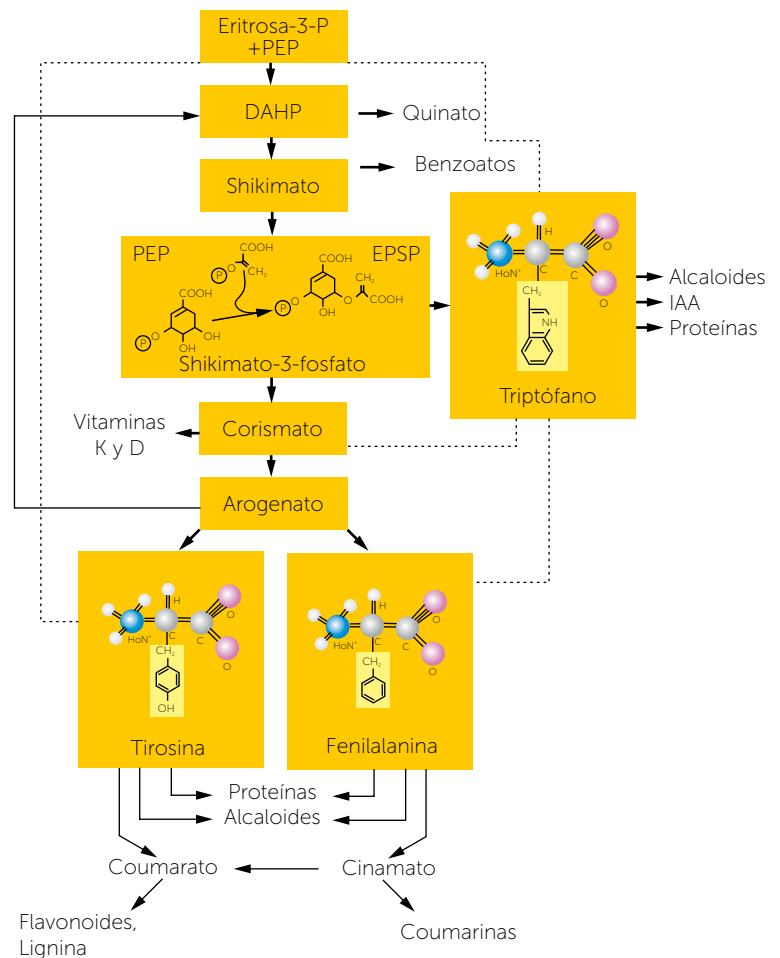 Eritrosa-3-P
+PEP
DAHP
Quinato
Shikimato
Benzoatos
PEP
EPSP
COOH
P
O
CH₂
COOH
P
O
OH
OH
COOH
P
O
OH
O
CH₂
COOH
Shikimato-3-fosfato
H
O
HoN⁺
C
C
O
CH₂
NH
Triptófano
Alcaloides
IAA
Proteínas
Vitaminas
K y D
Corismato
Arogenato
H
O
HoN⁺
C
C
O
CH₂
OH
Tirosina
H
O
HoN⁺
C
C
O
CH₂
Fenilalanina
Proteínas
Alcaloides
Coumarato
Cinamato
Flavonoides,
Lignina
Coumarinas